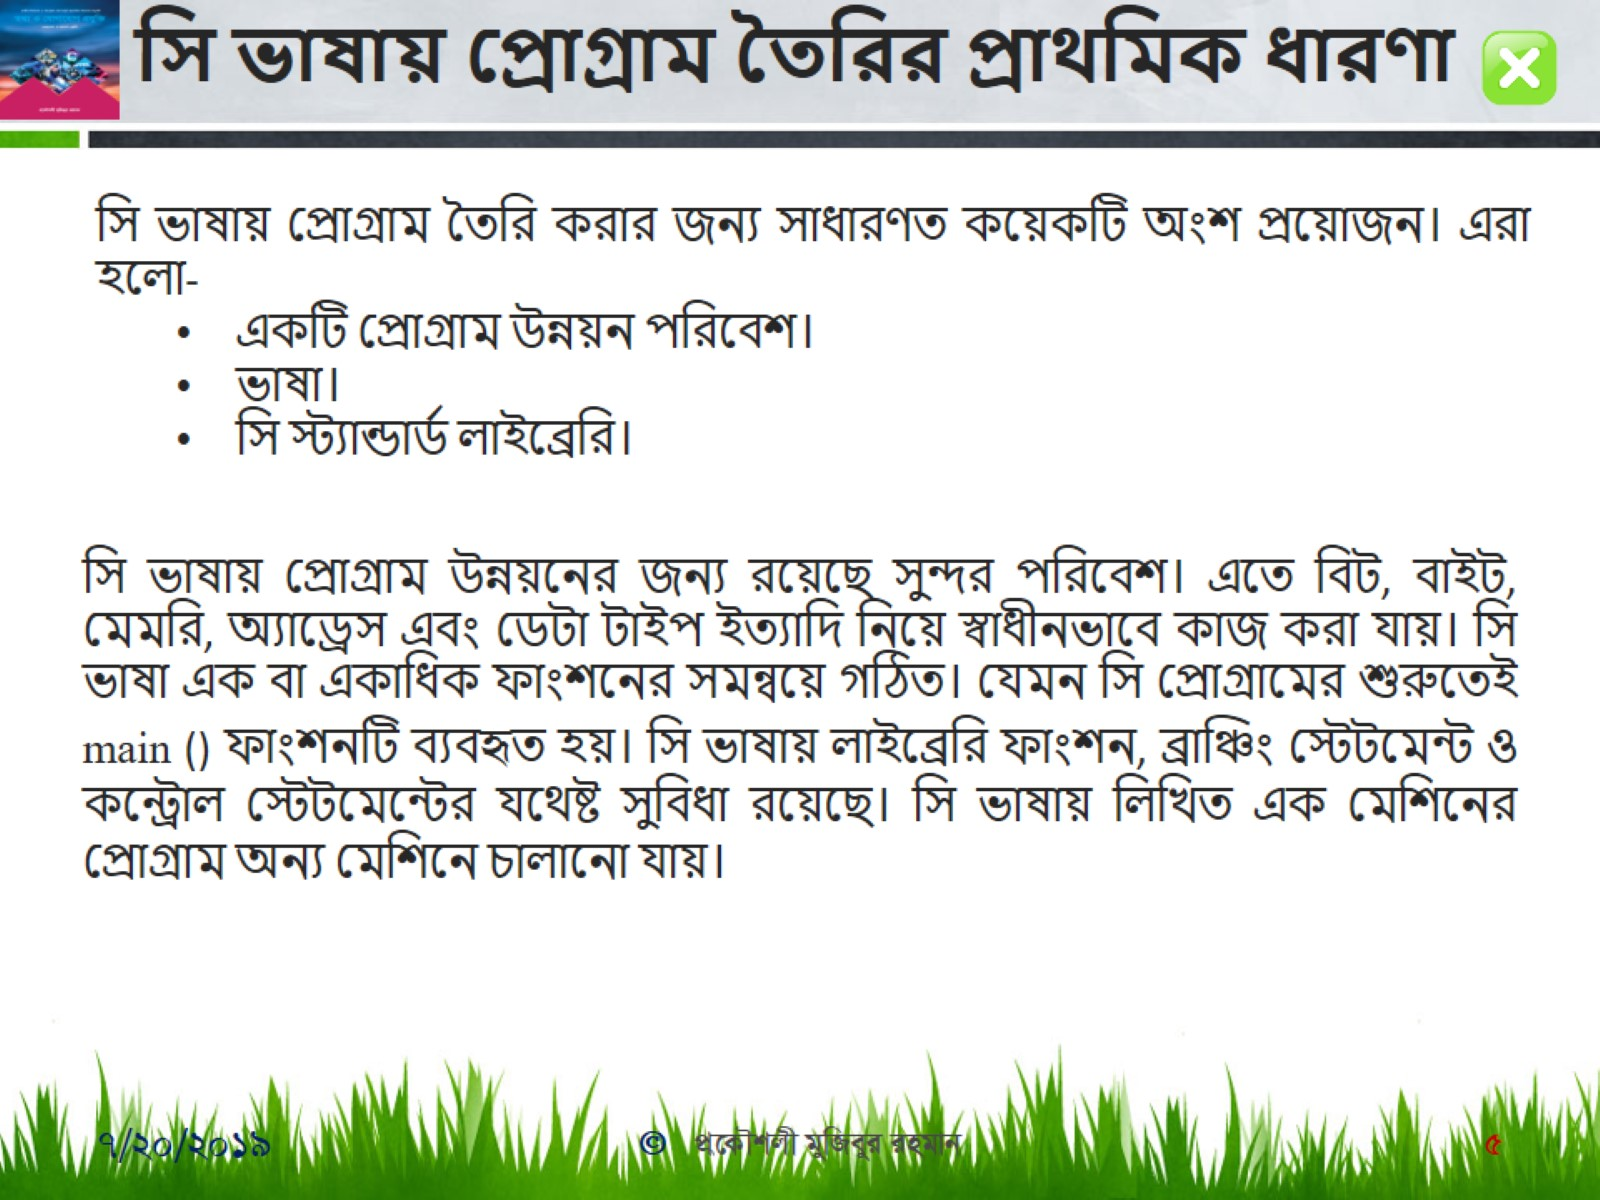 সি ভাষায় প্রোগ্রাম তৈরির প্রাথমিক ধারণা
সি ভাষায় প্রোগ্রাম তৈরি করার জন্য সাধারণত কয়েকটি অংশ প্রয়োজন। এরা
হলো-
• একটি প্রোগ্রাম উন্নয়ন পরিবেশ।
• ভাষা।
• সি স্ট্যান্ডার্ড লাইব্রেরি।
সি ভাষায় প্রোগ্রাম উন্নয়নের জন্য রয়েছে সুন্দর পরিবেশ। এতে বিট, বাইট,
মেমরি, অ্যাড্রেস এবং ডেটা টাইপ ইত্যাদি নিয়ে স্বাধীনভাবে কাজ করা যায়। সি
ভাষা এক বা একাধিক ফাংশনের সমন্বয়ে গঠিত। যেমন সি প্রোগ্রামের শুরুতেই
main () ফাংশনটি ব্যবহৃত হয়। সি ভাষায় লাইব্রেরি ফাংশন, ব্রাঞ্চিং স্টেটমেন্ট ও
কন্ট্রোল স্টেটমেন্টের যথেষ্ট সুবিধা রয়েছে। সি ভাষায় লিখিত এক মেশিনের
প্রোগ্রাম অন্য মেশিনে চালানো যায়।
৭/২০/২০১৯
© প্রকৌশলী মুজিবুর রহমান
৫